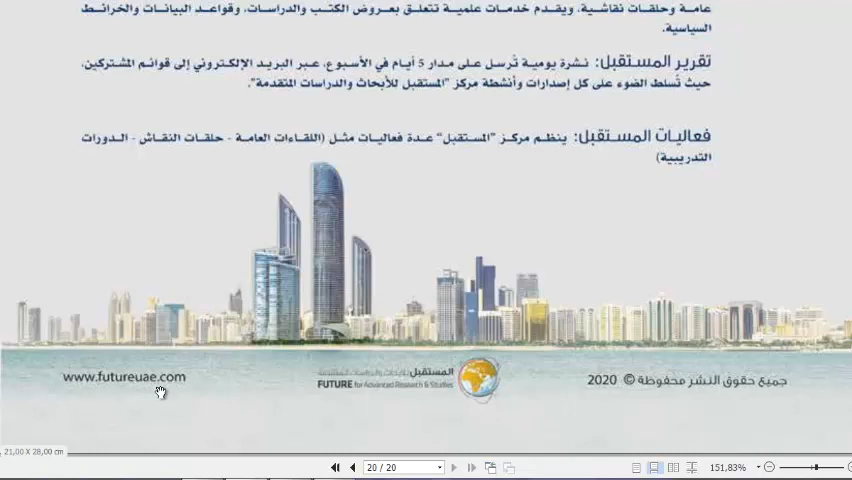 عامة وحلقات نقاشية، ويقدم خدمات علمية تتعلق بعروض الكتب والدراسات، وقواعد البيانات والخرائط
السياسية.
تقرير المستقبل: نشرة يومية تُرسل على مدار 5 أيام في الأسبوع، عبر البريد الإلكتروني إلى قوائم المشتركين،
حيث تُسلط الضوء على كل إصدارات وأنشطة مركز "المستقبل للأبحاث والدراسات المتقدمة".
فعاليات المستقبل: ينظم مركز "المستقبل" عدة فعاليات مثل (اللقاءات العامة - حلقات النقاش - الدورات
التدريبية)
www.futureuae.com
المستقبل للأبحاث والدراسات المتقدمة
FUTURE for Advanced Research & Studies
جميع حقوق النشر محفوظة © 2020
21,00 X 28,00 cm
20 / 20
151,83%